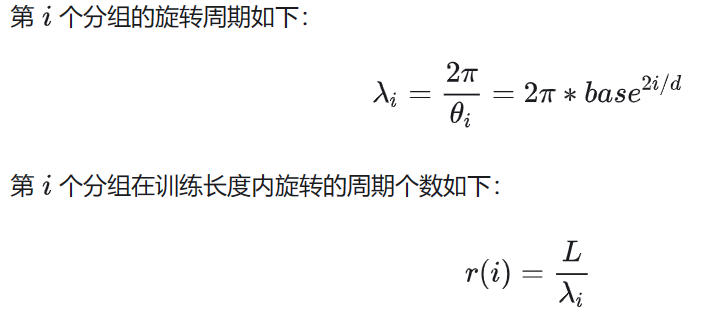 第 i 个分组的旋转周期如下：
λ_i = 2π / θ_i = 2π * base^{2i/d}
第 i 个分组在训练长度内旋转的周期个数如下：
r(i) = L / λ_i